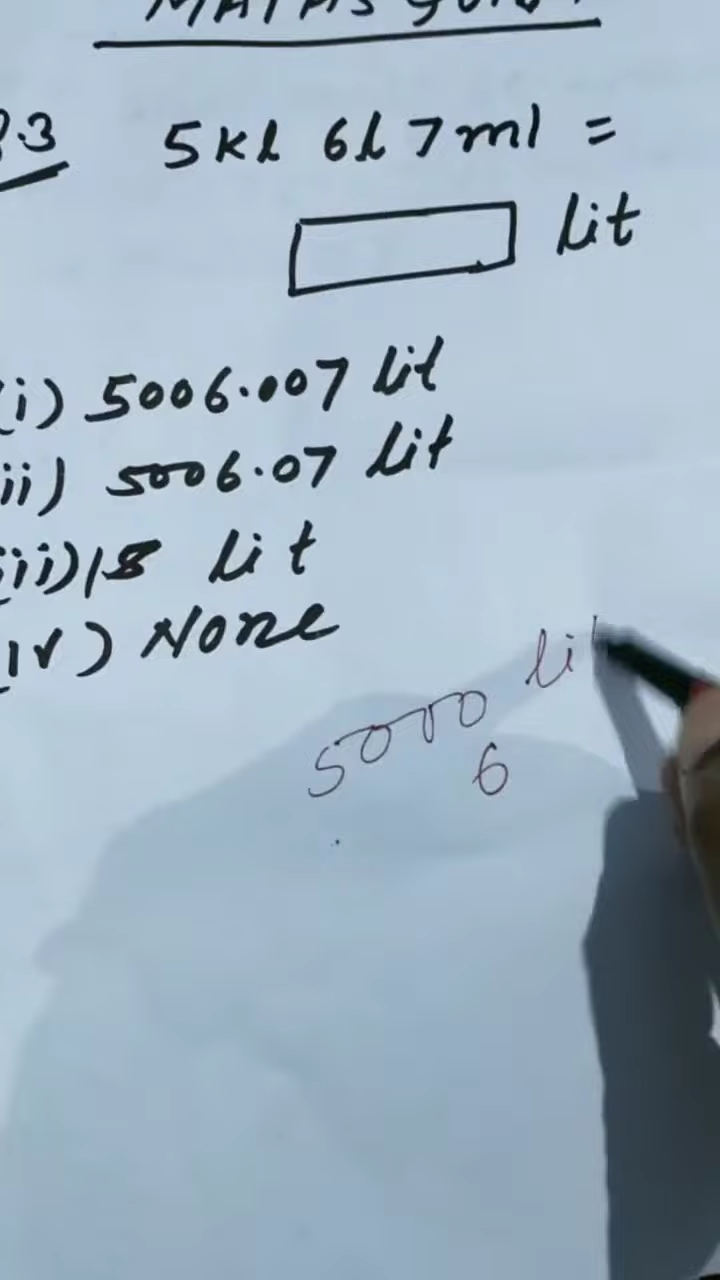 5kl 6l 7ml =
lit
(i) 5006.007 lit
ii) 5006.07 lit
(iii) 18 lit
(iv) None
5000 lit
6